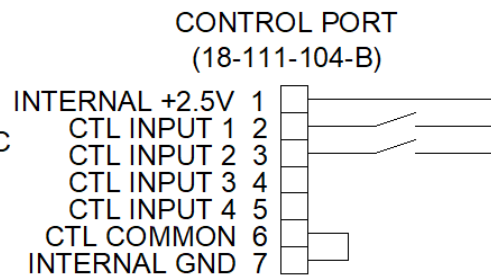 CONTROL PORT
(18-111-104-B)
INTERNAL +2.5V 1
CTL INPUT 1 2
C
CTL INPUT 2 3
CTL INPUT 3 4
CTL INPUT 4 5
CTL COMMON 6
INTERNAL GND 7